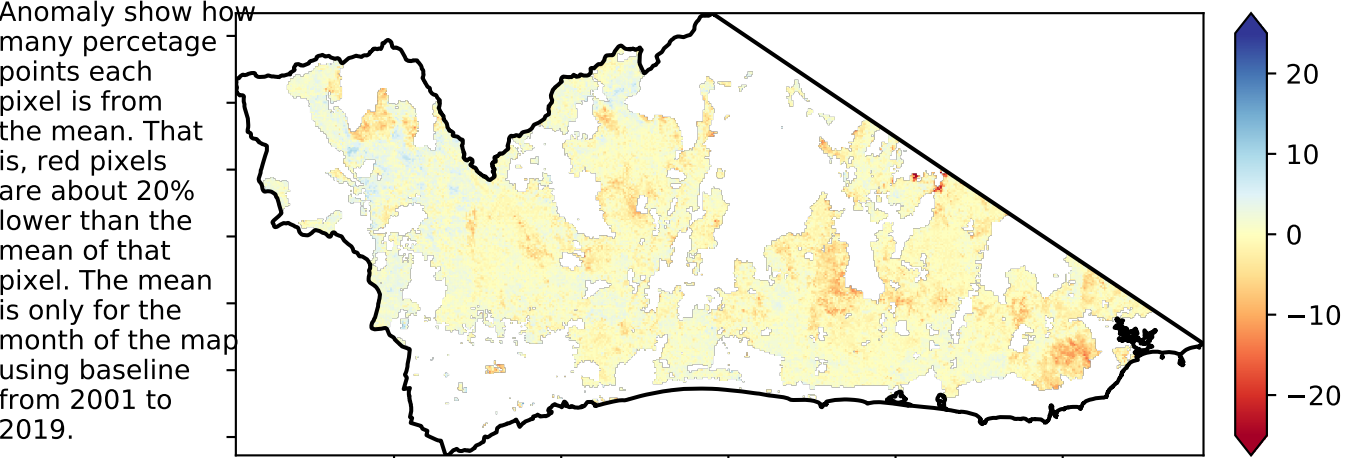 Anomaly show how
many percetage
points each
pixel is from
the mean. That
is, red pixels
are about 20%
lower than the
mean of that
pixel. The mean
is only for the
month of the map
using baseline
from 2001 to
2019.
20
10
0
−10
−20